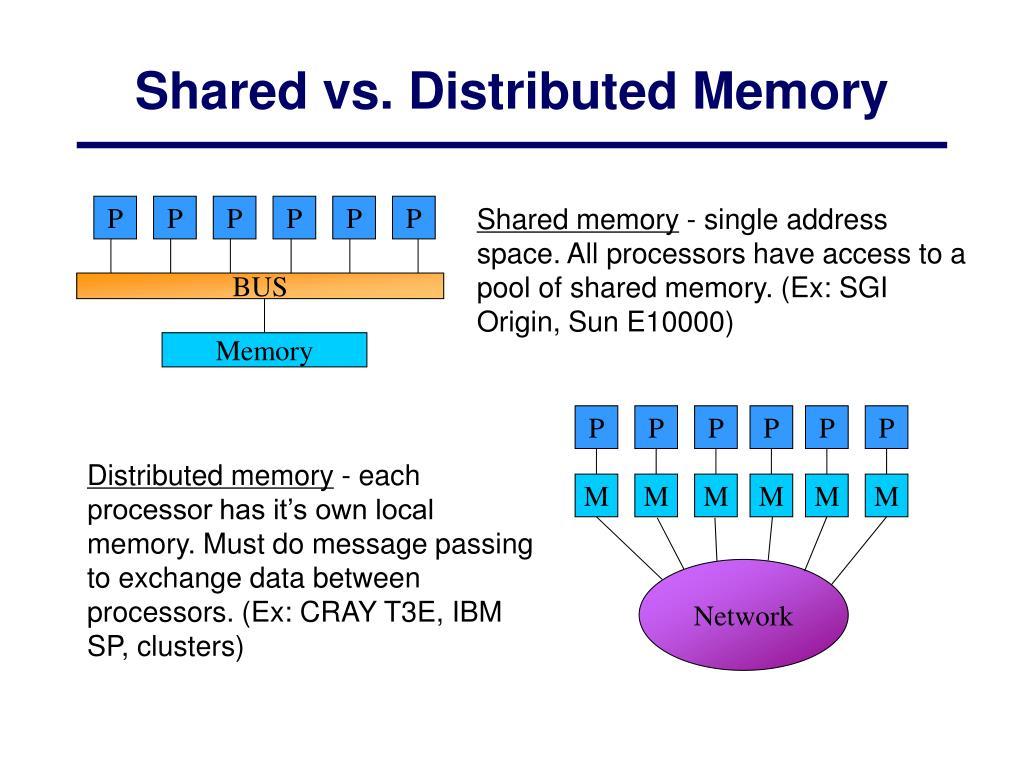 Shared vs. Distributed Memory
P P P P P P
BUS
Memory
Shared memory - single address
space. All processors have access to a
pool of shared memory. (Ex: SGI
Origin, Sun E10000)
P P P P P P
M M M M M M
Network
Distributed memory - each
processor has it’s own local
memory. Must do message passing
to exchange data between
processors. (Ex: CRAY T3E, IBM
SP, clusters)